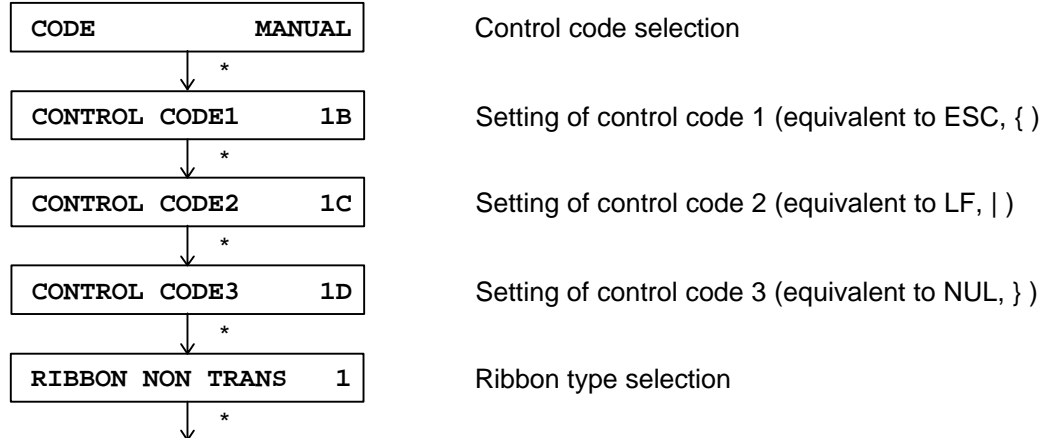 CODE MANUAL Control code selection
*
CONTROL CODE1 1B Setting of control code 1 (equivalent to ESC, { )
*
CONTROL CODE2 1C Setting of control code 2 (equivalent to LF, | )
*
CONTROL CODE3 1D Setting of control code 3 (equivalent to NUL, } )
*
RIBBON NON TRANS 1 Ribbon type selection
*